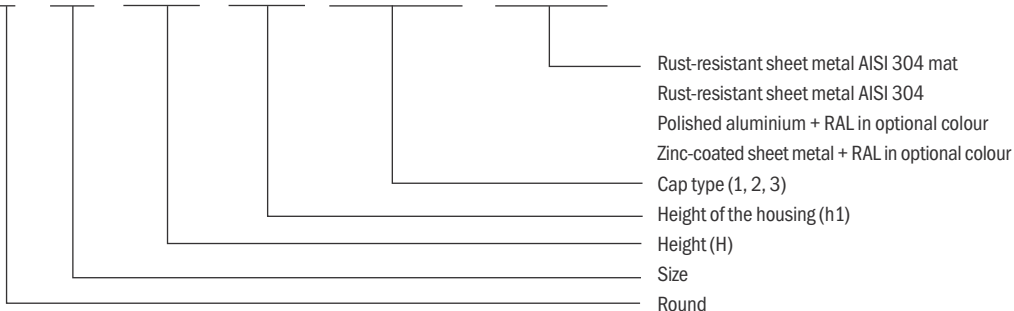 Rust-resistant sheet metal AISI 304 mat
Rust-resistant sheet metal AISI 304
Polished aluminium + RAL in optional colour
Zinc-coated sheet metal + RAL in optional colour
Cap type (1, 2, 3)
Height of the housing (h1)
Height (H)
Size
Round